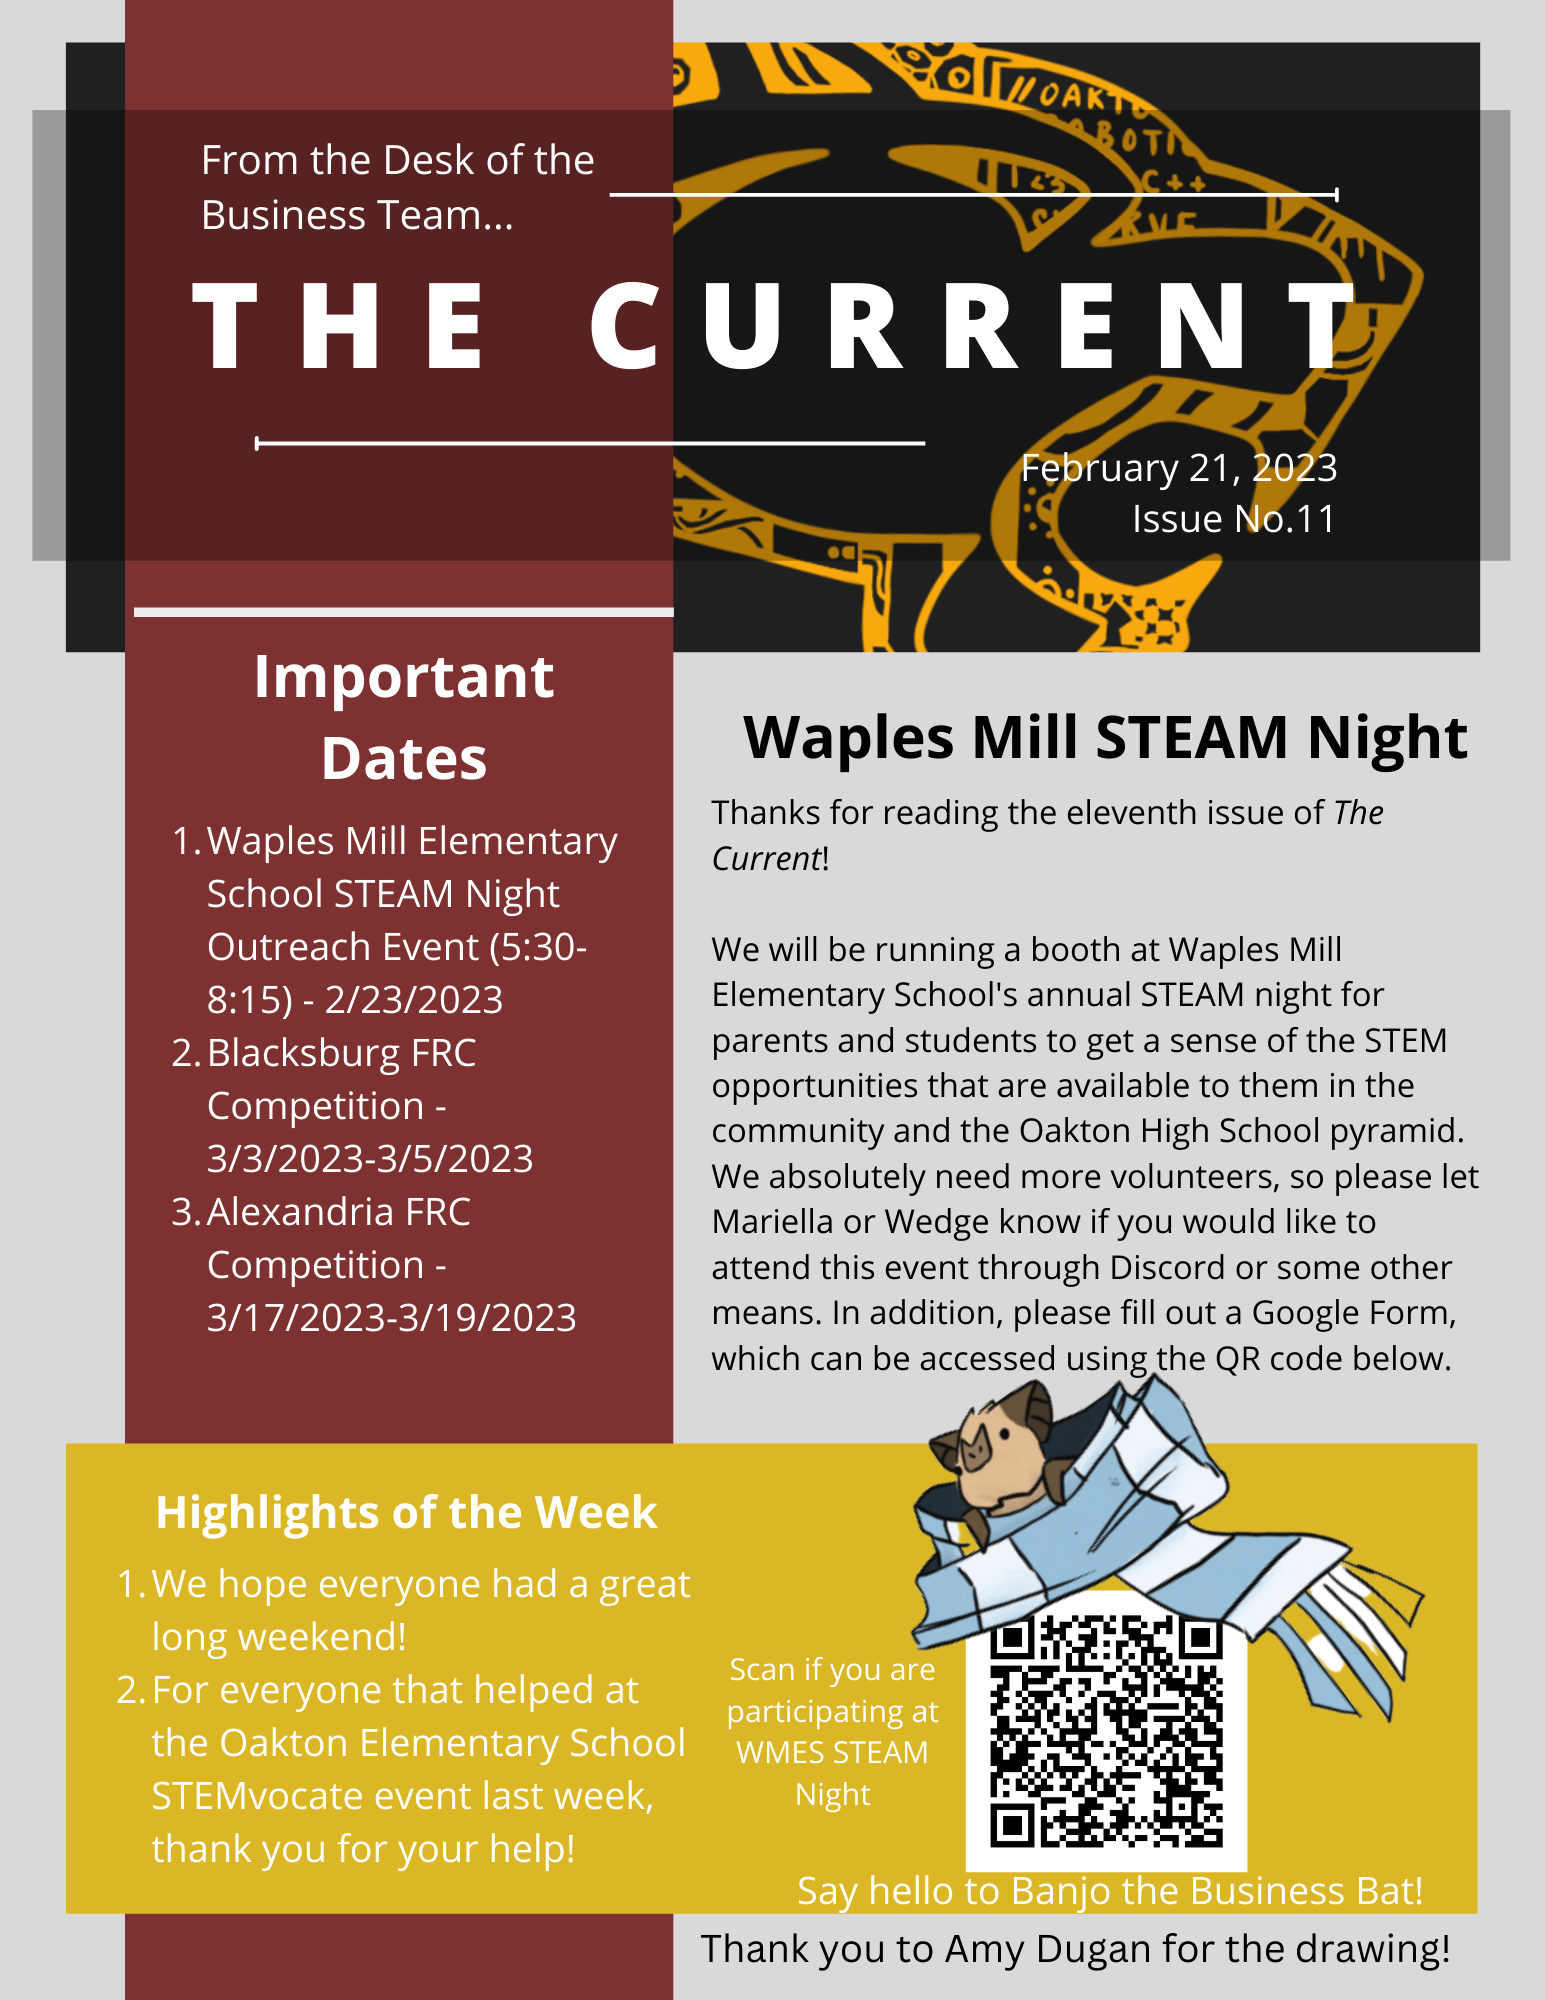 //OAKTO
ROBOTIC
C++
From the Desk of the
Business Team...
THE CURRENT
February 21, 2023
Issue No.11
Important
Dates
1. Waples Mill Elementary
School STEAM Night
Outreach Event (5:30-
8:15) - 2/23/2023
2. Blacksburg FRC
Competition -
3/3/2023-3/5/2023
3. Alexandria FRC
Competition -
3/17/2023-3/19/2023
Waples Mill STEAM Night
Thanks for reading the eleventh issue of The
Current!
We will be running a booth at Waples Mill
Elementary School's annual STEAM night for
parents and students to get a sense of the STEM
opportunities that are available to them in the
community and the Oakton High School pyramid.
We absolutely need more volunteers, so please let
Mariella or Wedge know if you would like to
attend this event through Discord or some other
means. In addition, please fill out a Google Form,
which can be accessed using the QR code below.
Highlights of the Week
1. We hope everyone had a great
long weekend!
2. For everyone that helped at
the Oakton Elementary School
STEMvocate event last week,
thank you for your help!
Scan if you are
participating at
WMES STEAM
Night
Say hello to Banjo the Business Bat!
Thank you to Amy Dugan for the drawing!